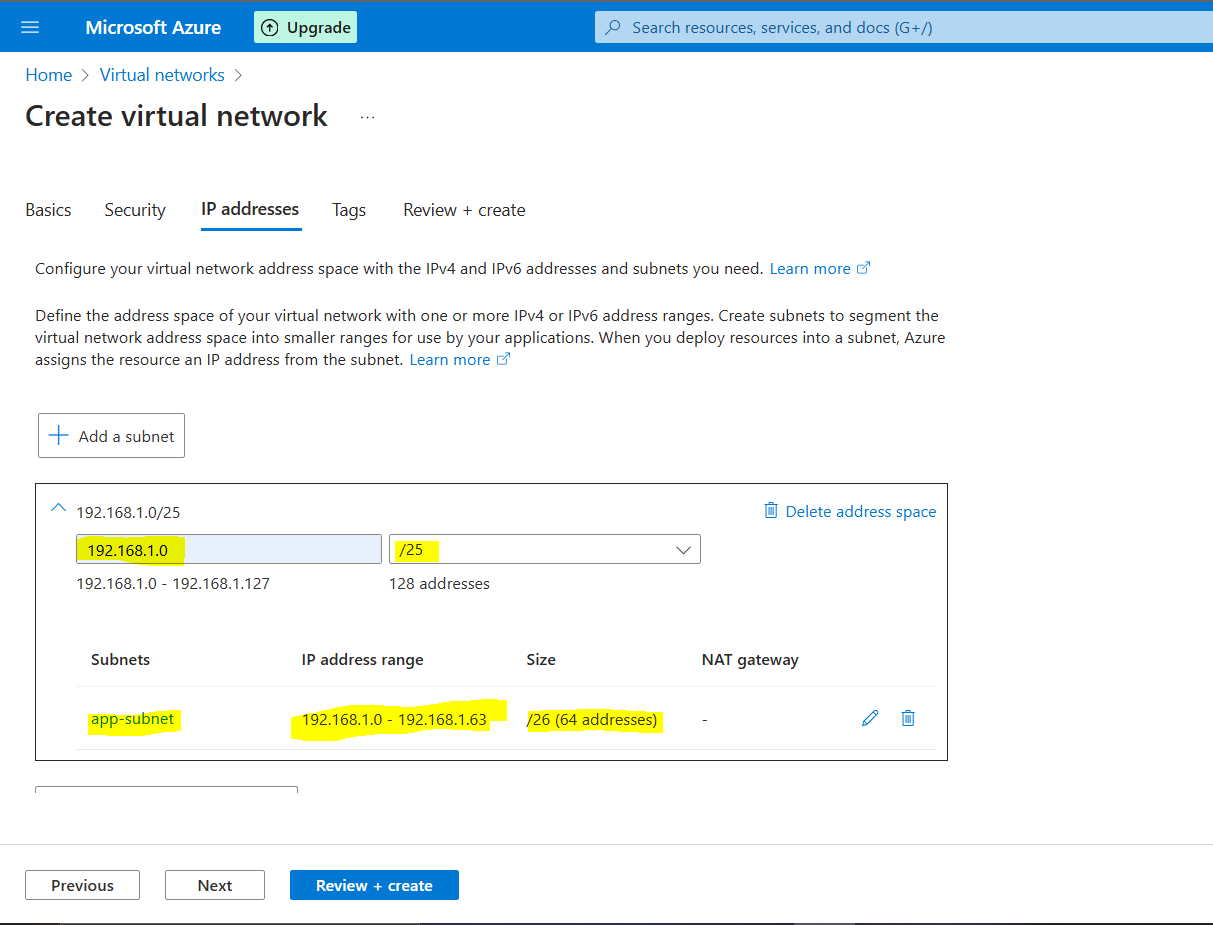 Microsoft Azure Upgrade Search resources, services, and docs (G+/)
Home > Virtual networks >
Create virtual network ...
Basics Security IP addresses Tags Review + create
Configure your virtual network address space with the IPv4 and IPv6 addresses and subnets you need. Learn more
Define the address space of your virtual network with one or more IPv4 or IPv6 address ranges. Create subnets to segment the
virtual network address space into smaller ranges for use by your applications. When you deploy resources into a subnet, Azure
assigns the resource an IP address from the subnet. Learn more
+ Add a subnet
192.168.1.0/25 Delete address space
192.168.1.0 /25
192.168.1.0 - 192.168.1.127 128 addresses
Subnets IP address range Size NAT gateway
app-subnet 192.168.1.0 - 192.168.1.63 /26 (64 addresses) -
Previous Next Review + create